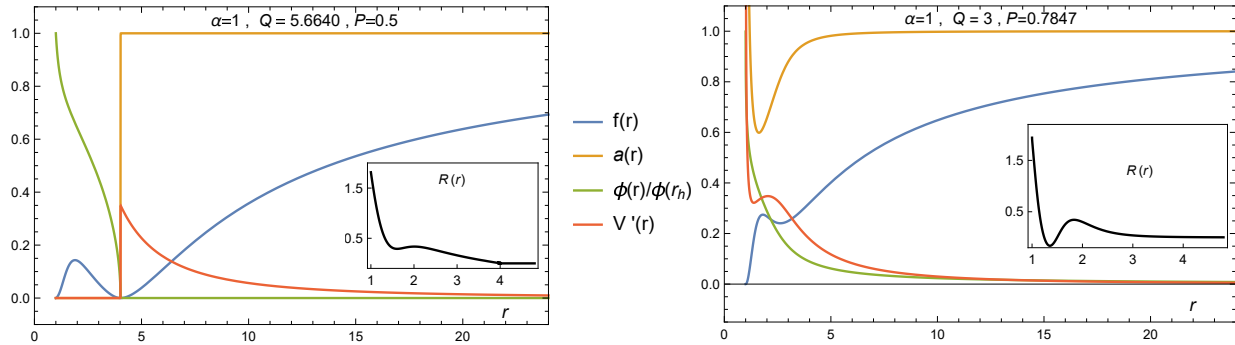 α=1 , Q = 5.6640 , P=0.5
1.0
0.8
0.6
0.4
0.2
0.0
0 5 10 15 20
r
R(r)
1.5
0.5
1 2 3 4
f(r)
a(r)
ϕ(r)/ϕ(rₕ)
V '(r)
α=1 , Q = 3 , P=0.7847
1.0
0.8
0.6
0.4
0.2
0.0
0 5 10 15 20
r
R(r)
1.5
0.5
1 2 3 4